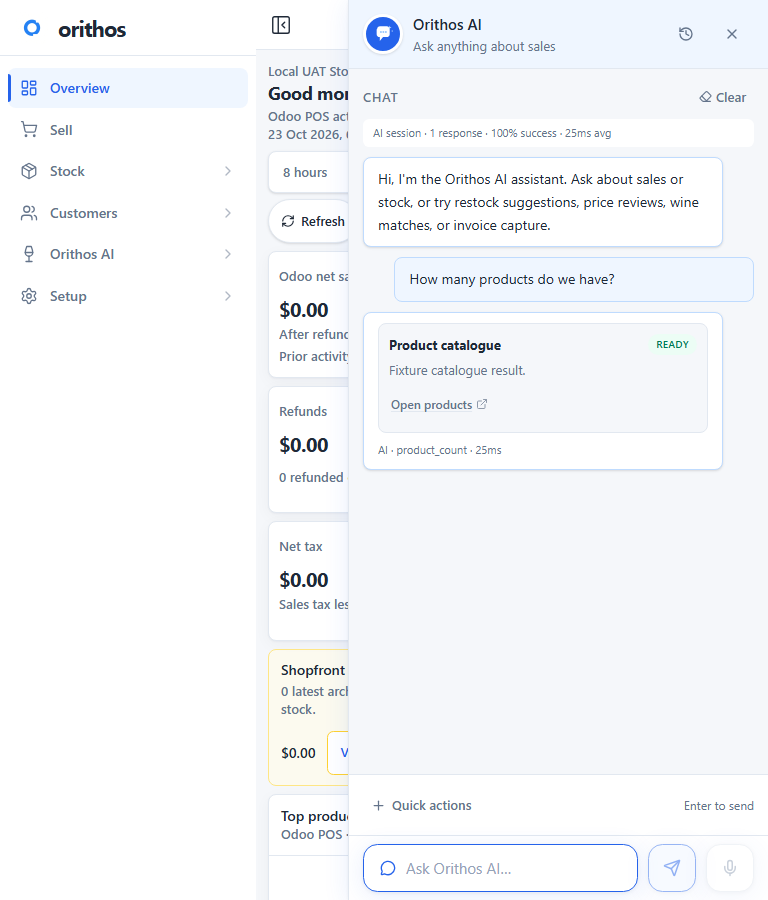 orithos
Overview
Sell
Stock
Customers
Orithos AI
Setup
Local UAT Sto
Good mor
Odoo POS act
23 Oct 2026,
8 hours
Refresh
Odoo net sa
$0.00
After refund
Prior activity
Refunds
$0.00
0 refunded
Net tax
$0.00
Sales tax les
Shopfront
0 latest arch
stock.
$0.00
Top produ
Odoo POS ·
Orithos AI
Ask anything about sales
CHAT
Clear
AI session · 1 response · 100% success · 25ms avg
Hi, I'm the Orithos AI assistant. Ask about sales or
stock, or try restock suggestions, price reviews, wine
matches, or invoice capture.
How many products do we have?
Product catalogue
READY
Fixture catalogue result.
Open products
AI · product_count · 25ms
Quick actions
Enter to send
Ask Orithos AI...